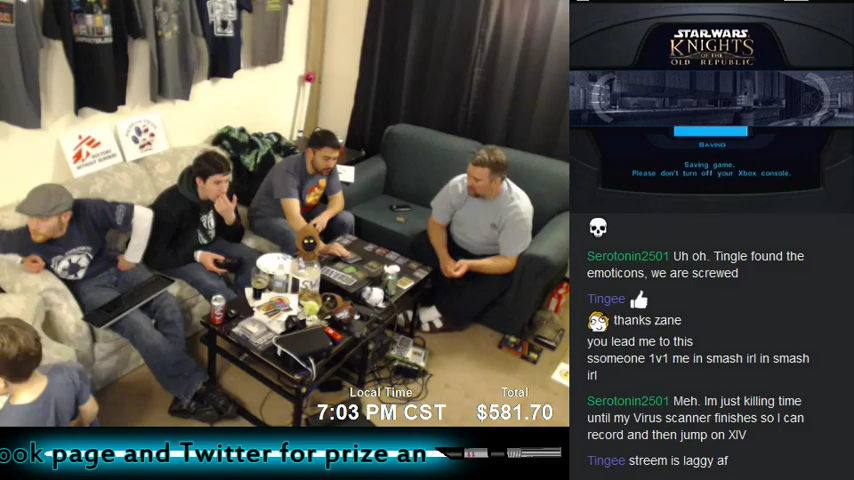 STAR WARS
KNIGHTS
OF THE
OLD REPUBLIC
SAVING
Saving game.
Please don't turn off your Xbox console.
Serotonin2501 Uh oh. Tingle found the
emoticons, we are screwed
Tingee
thanks zane
you lead me to this
ssomeone 1v1 me in smash irl in smash
irl
Serotonin2501 Meh. Im just killing time
until my Virus scanner finishes so I can
record and then jump on XIV
Tingee streem is laggy af
Local Time
7:03 PM CST
Total
$581.70
ook page and Twitter for prize an